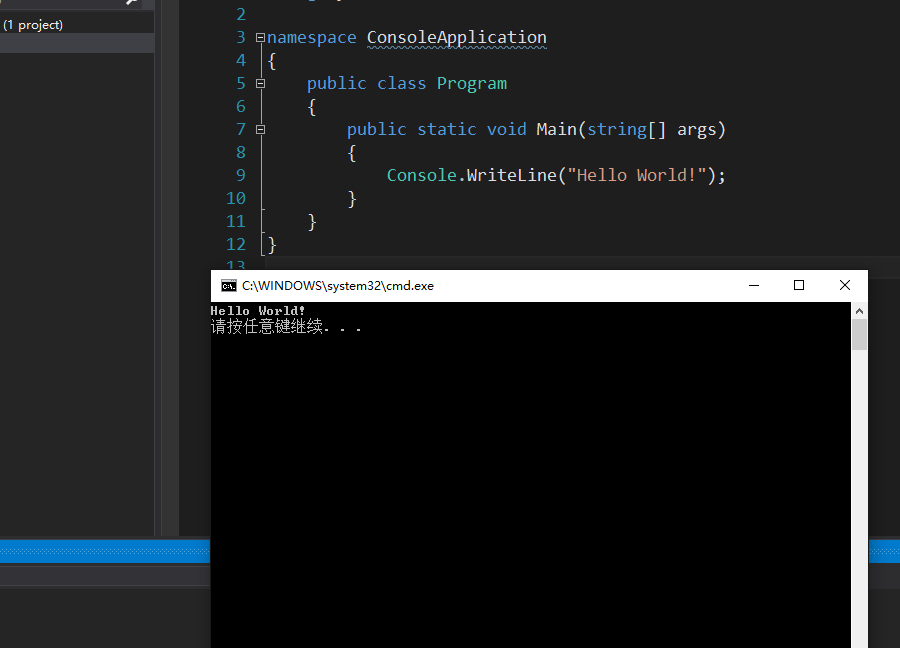 (1 project)
2
3 namespace ConsoleApplication
4 {
5 public class Program
6 {
7 public static void Main(string[] args)
8 {
9 Console.WriteLine("Hello World!");
10 }
11 }
12 }
13
C:\WINDOWS\system32\cmd.exe
Hello World!
请按任意键继续. . .